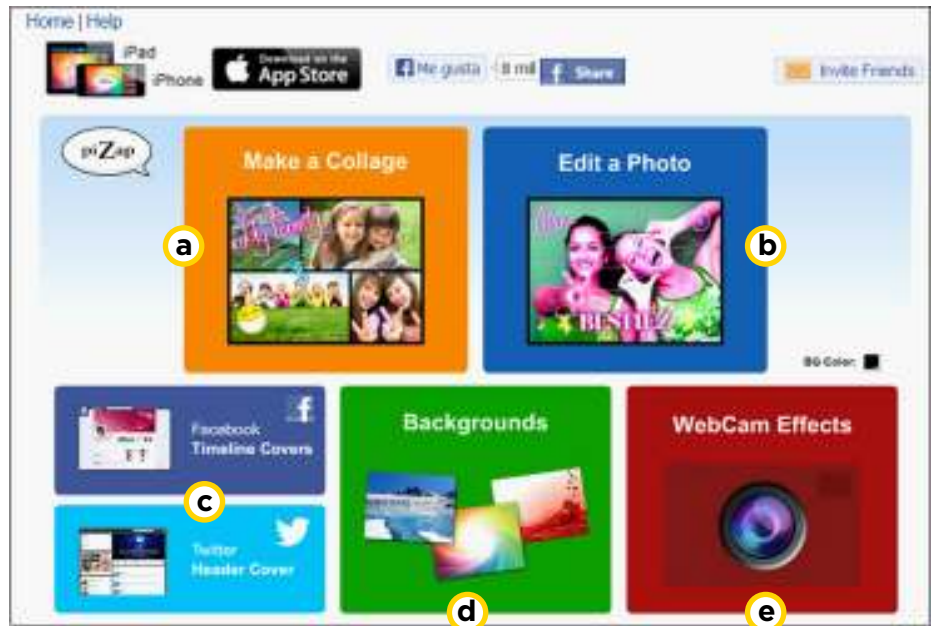 Home | Help
iPad
iPhone
Download on the
App Store
Me gusta
8 mil
Share
Invite Friends
piZap
Make a Collage
Edit a Photo
a
b
BESTIEZ
BG Color:
Facebook
Timeline Covers
Backgrounds
WebCam Effects
c
Twitter
Header Cover
d
e